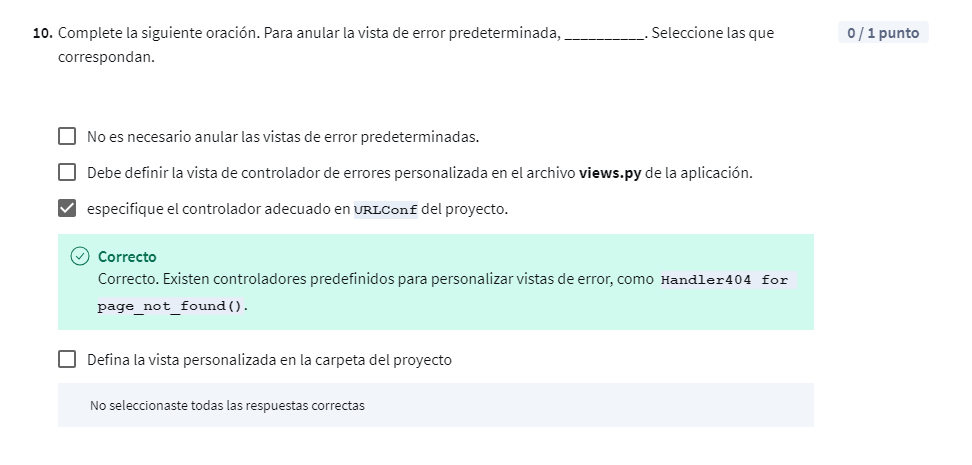 10. Complete la siguiente oración. Para anular la vista de error predeterminada, __________. Seleccione las que
correspondan.
0 / 1 punto
No es necesario anular las vistas de error predeterminadas.
Debe definir la vista de controlador de errores personalizada en el archivo views.py de la aplicación.
especifique el controlador adecuado en URLConf del proyecto.
Correcto
Correcto. Existen controladores predefinidos para personalizar vistas de error, como Handler404 for
page_not_found().
Defina la vista personalizada en la carpeta del proyecto
No seleccionaste todas las respuestas correctas